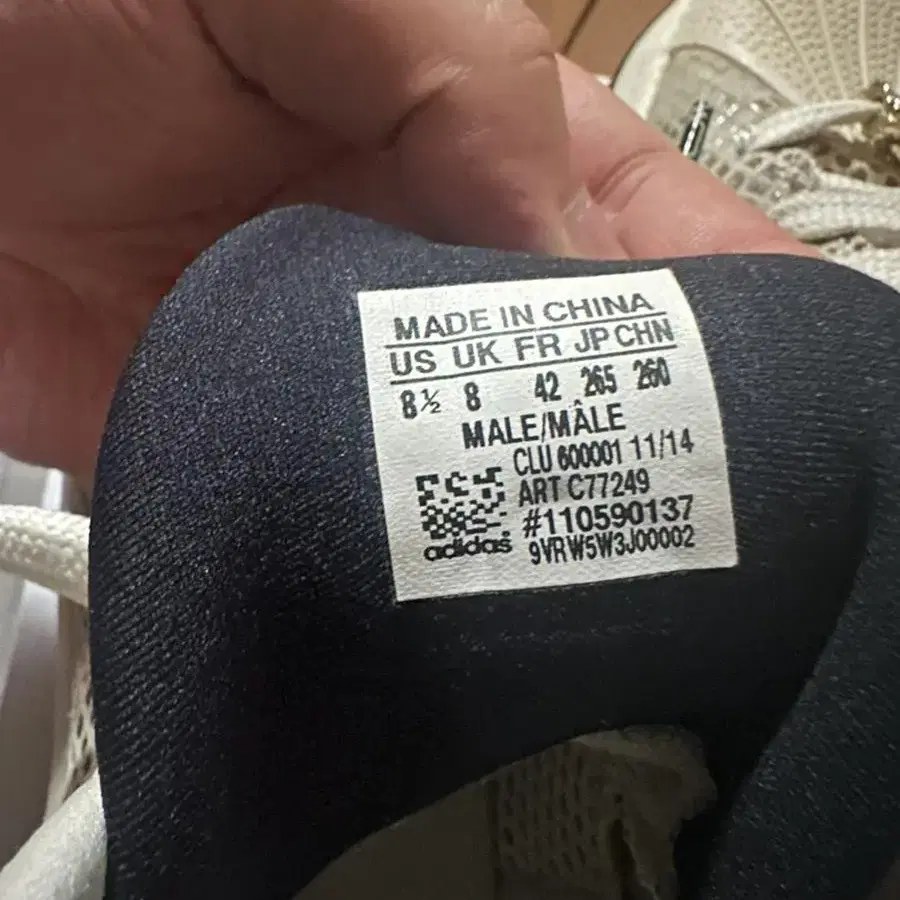 MADE IN CHINA
US UK FR JP CHN
8½ 8 42 265 260
MALE/MÂLE
CLU 600001 11/14
ART C77249
#110590137
adidas 9VRW5W3J00002